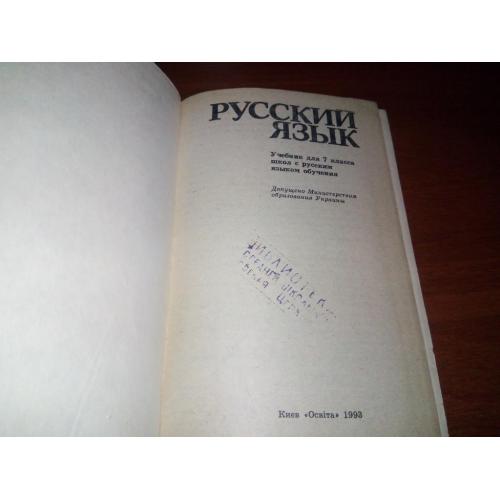 РУССКИЙ
ЯЗЫК
Учебник для 7 класса
школ с русским
языком обучения
Допущено Министерством
образования Украины
Киев «Освіта» 1993